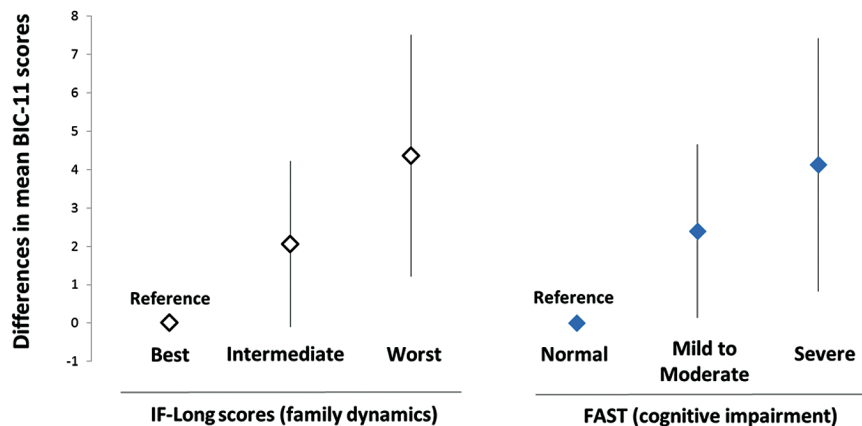 Differences in mean BIC-11 scores
8
7
6
5
4
3
2
1
0
-1
Reference
Reference
Best Intermediate Worst
Normal Mild to Moderate Severe
IF-Long scores (family dynamics)
FAST (cognitive impairment)